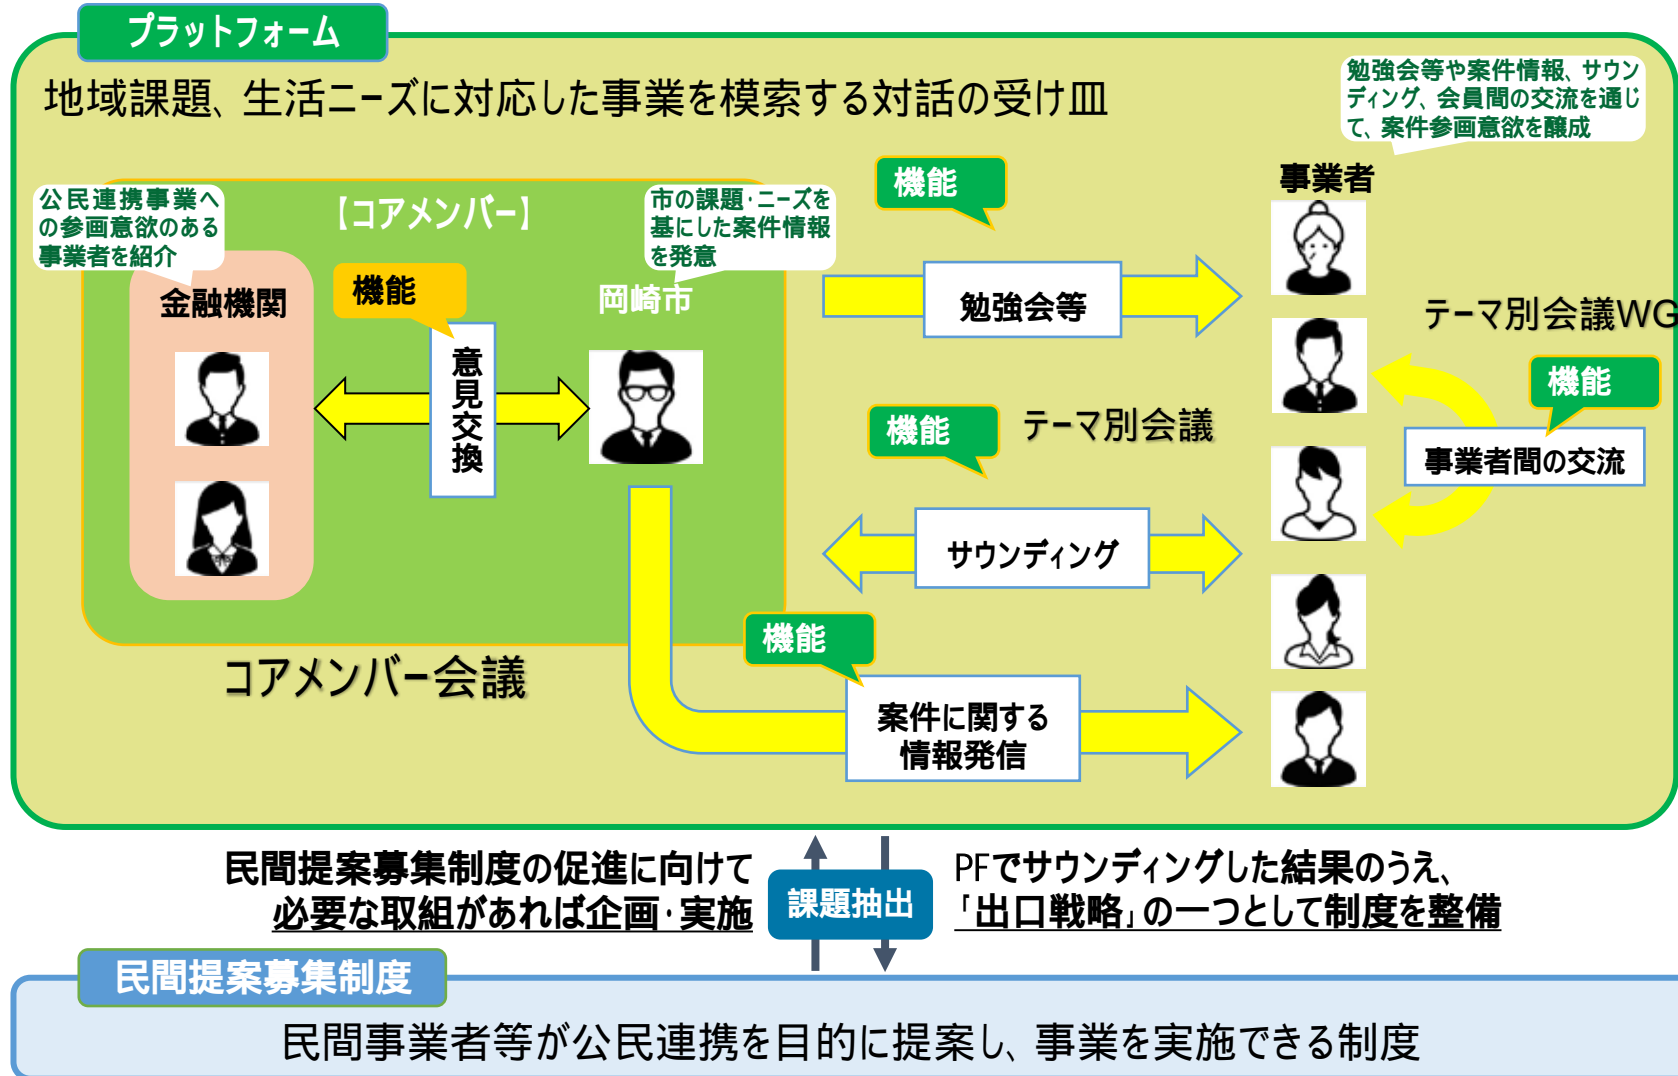 プラットフォーム
地域課題、生活ニーズに対応した事業を模索する対話の受け皿
勉強会等や案件情報、サウン
ディング、会員間の交流を通じ
て、案件参画意欲を醸成
公民連携事業へ
の参画意欲のある
事業者を紹介
【コアメンバー】
市の課題・ニーズを
基にした案件情報
を発意
機能
事業者
金融機関
機能
岡崎市
勉強会等
テーマ別会議WG
意見交換
機能
機能
テーマ別会議
事業者間の交流
サウンディング
機能
コアメンバー会議
案件に関する
情報発信
民間提案募集制度の促進に向けて
必要な取組があれば企画・実施
課題抽出
PFでサウンディングした結果のうえ、
「出口戦略」の一つとして制度を整備
民間提案募集制度
民間事業者等が公民連携を目的に提案し、事業を実施できる制度